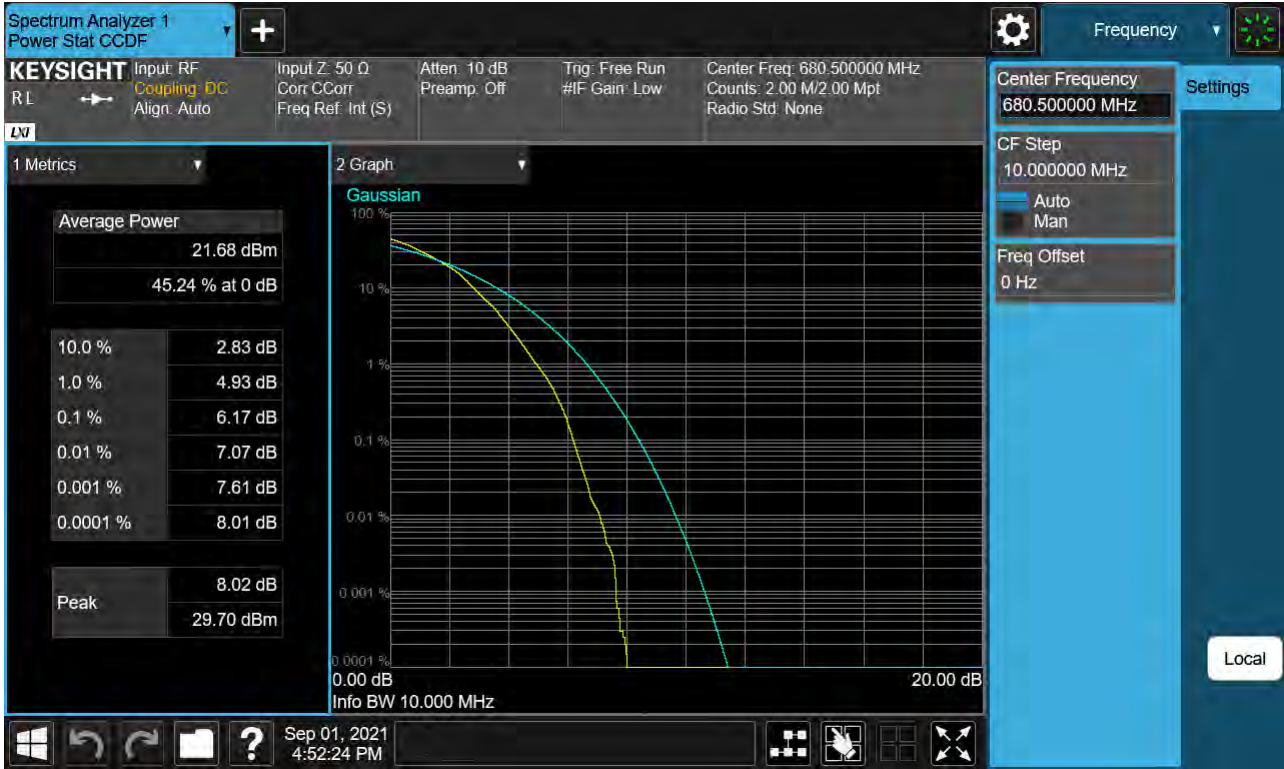 Spectrum Analyzer 1
Power Stat CCDF
Frequency
KEYSIGHT
RL
LXI
Input: RF
Coupling: DC
Align: Auto
Input Z: 50 Ω
Corr CCorr
Freq Ref: Int (S)
Atten: 10 dB
Preamp: Off
Trig: Free Run
#IF Gain: Low
Center Freq: 680.500000 MHz
Counts: 2.00 M/2.00 Mpt
Radio Std: None
Center Frequency
680.500000 MHz
Settings
CF Step
10.000000 MHz
Auto
Man
Freq Offset
0 Hz
1 Metrics
Average Power
21.68 dBm
45.24 % at 0 dB
10.0 % 2.83 dB
1.0 % 4.93 dB
0.1 % 6.17 dB
0.01 % 7.07 dB
0.001 % 7.61 dB
0.0001 % 8.01 dB
Peak
8.02 dB
29.70 dBm
2 Graph
Gaussian
100 %
10 %
1 %
0.1 %
0.01 %
0.001 %
0.0001 %
0.00 dB 20.00 dB
Info BW 10.000 MHz
Local
?
Sep 01, 2021
4:52:24 PM